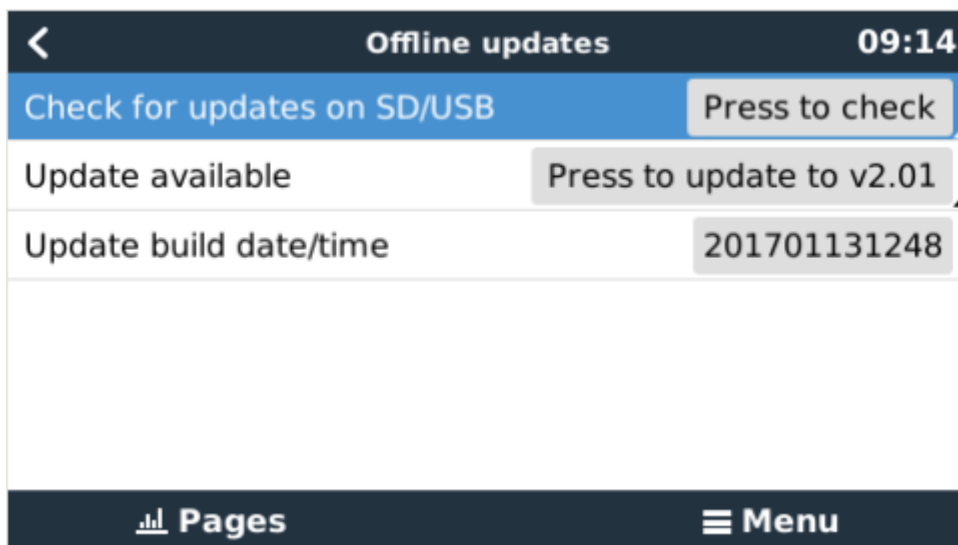 Offline updates 09:14
Check for updates on SD/USB Press to check
Update available Press to update to v2.01
Update build date/time 201701131248
Pages Menu